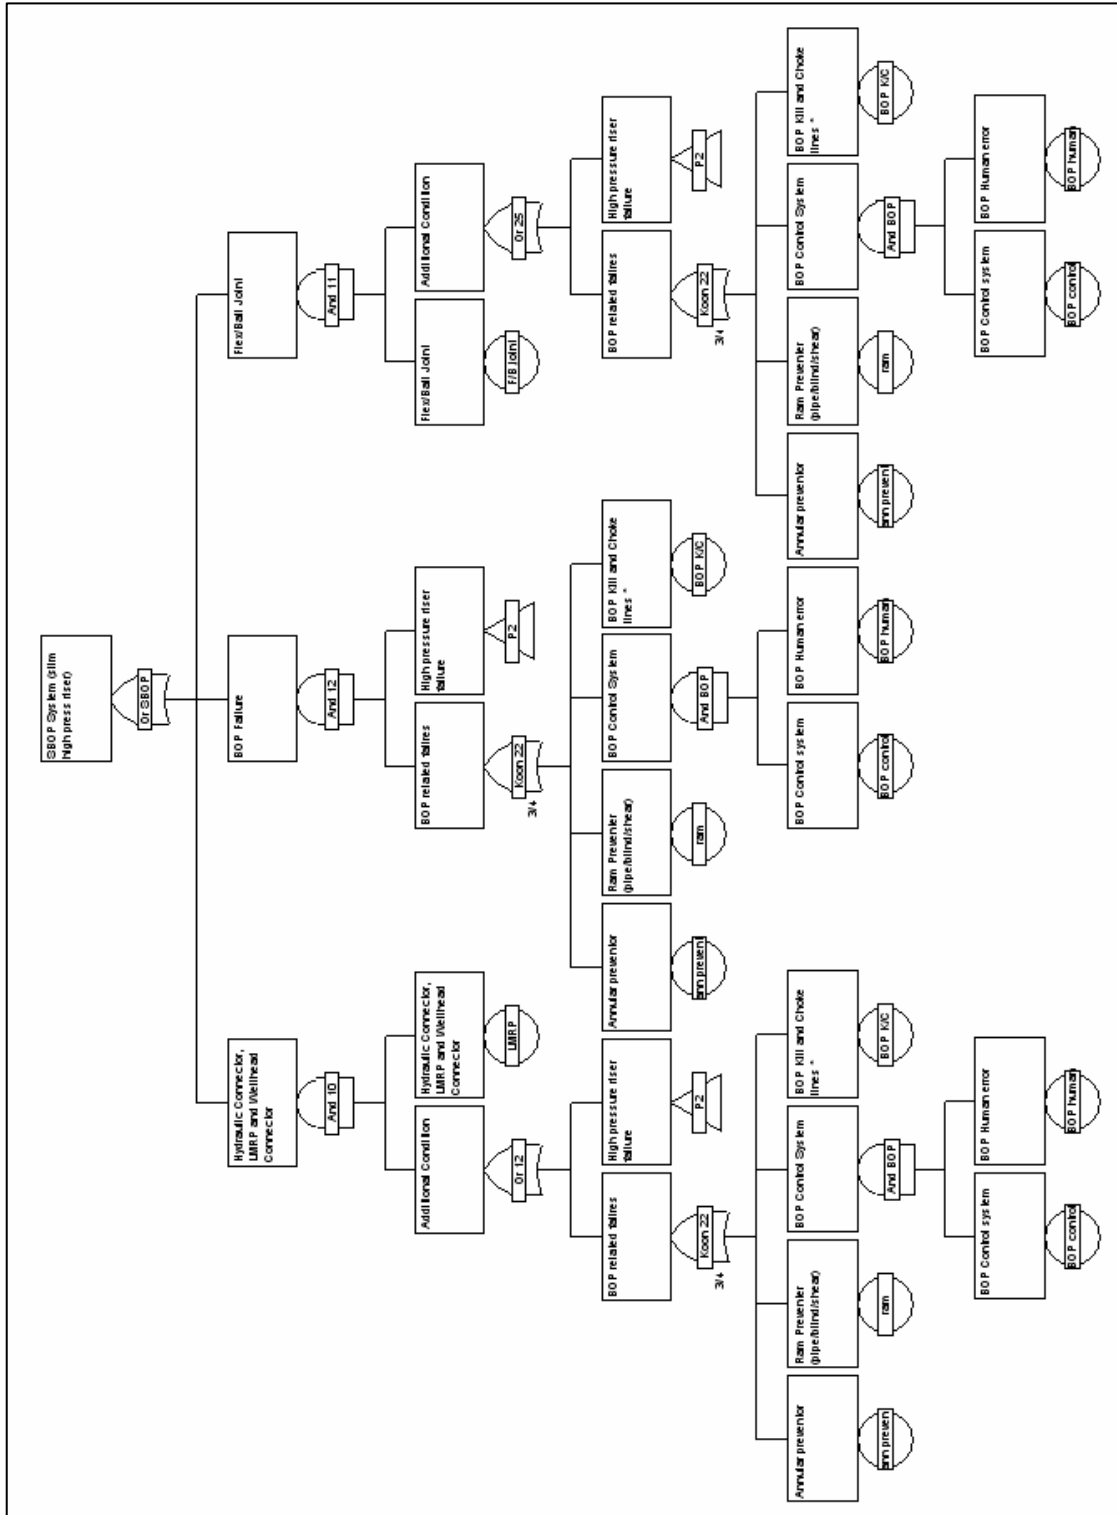 SBOP System (slim
high press riser)
Or SBOP
Hydraulic Connector,
LMRP and Wellhead
Connector
BOP Failure
Flex/Ball Joint
And 10
And 12
And 11
Additional Condition
Hydraulic Connector,
LMRP and Wellhead
Connector
BOP related failres
High pressure riser
failure
Flex/Ball Joint
Additional Condition
Or 12
LMRP
Koon 22
3/4
P2
F/B Joint
Or 25
BOP related failres
High pressure riser
failure
Annular preventor
Ram Preventer
(pipe/blind/shear)
BOP Control System
BOP Kill and Choke
lines *
BOP related failres
High pressure riser
failure
Koon 22
3/4
P2
ann prevent
ram
And BOP
BOP K/C
Koon 22
3/4
P2
Annular preventor
Ram Preventer
(pipe/blind/shear)
BOP Control System
BOP Kill and Choke
lines *
BOP Control system
BOP Human error
Annular preventor
Ram Preventer
(pipe/blind/shear)
BOP Control System
BOP Kill and Choke
lines *
ann prevent
ram
And BOP
BOP K/C
BOP control
BOP human
ann prevent
ram
And BOP
BOP K/C
BOP Control system
BOP Human error
BOP Control system
BOP Human error
BOP control
BOP human
BOP control
BOP human